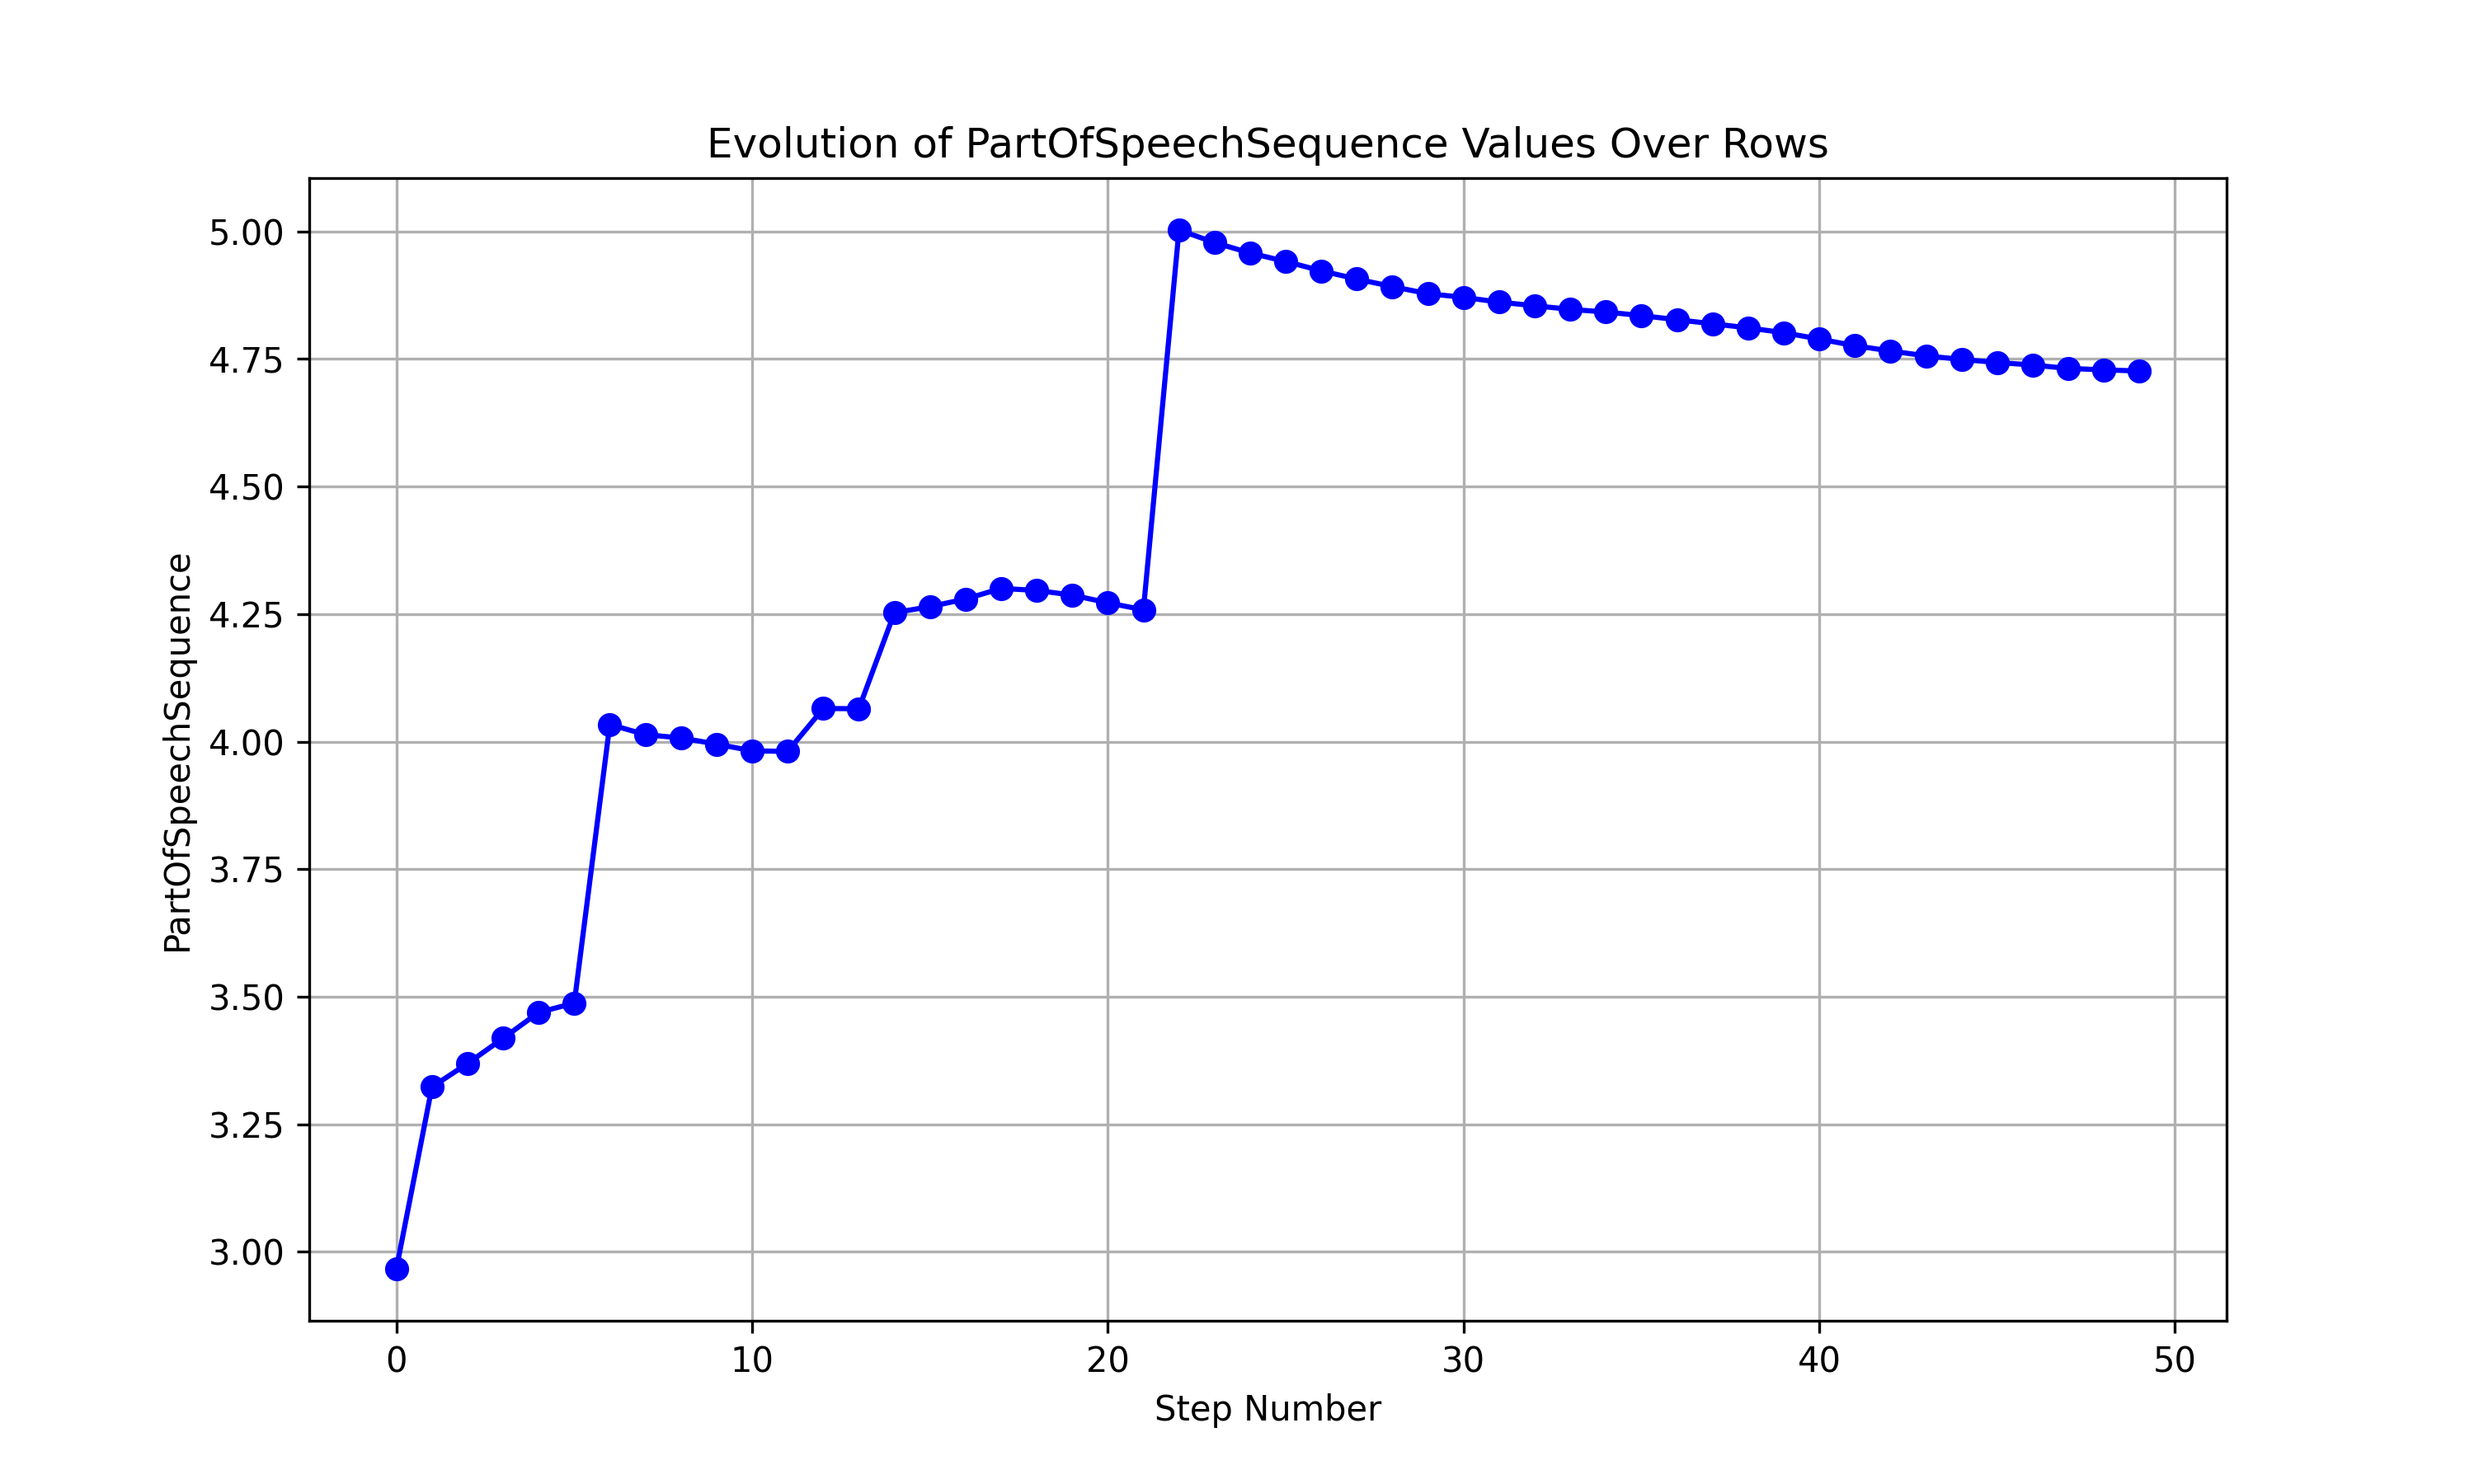 Evolution of PartOfSpeechSequence Values Over Rows
PartOfSpeechSequence
5.00
4.75
4.50
4.25
4.00
3.75
3.50
3.25
3.00
0 10 20 30 40 50
Step Number